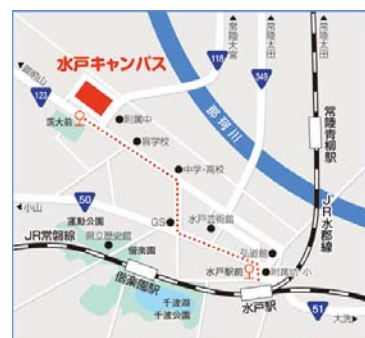 常陸大宮
常陸太田
常陸太田
118
349
水戸キャンパス
那珂川
123
茨大前
附属中
盲学校
中学・高校
常陸青柳駅
JR水郡線
50
小山
運動公園
GS
水戸芸術館
JR常磐線
県立歴史館
偕楽園
弘道館
水戸駅前
附属幼・小
偕楽園駅
千波湖
千波公園
水戸駅
51
大洗